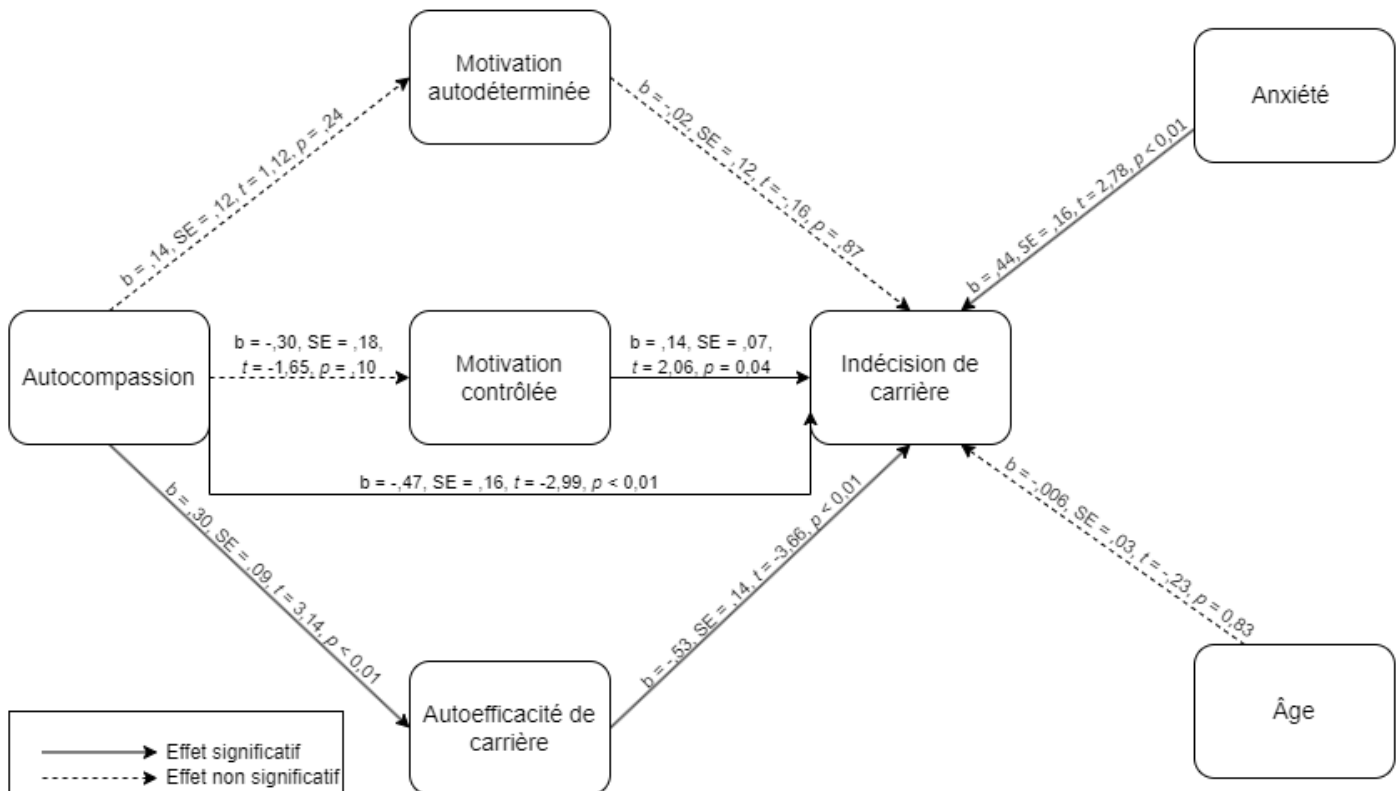 Motivation
autodéterminée
Anxiété
b = ,14, SE = ,12, t = 1,12, p = ,24
b = -,02, SE = ,12, t = -,16, p = ,87
b = ,44, SE = ,16, t = 2,78, p < 0,01
Autocompassion
b = -,30, SE = ,18,
t = -1,65, p = ,10
Motivation
contrôlée
b = ,14, SE = ,07,
t = 2,06, p = 0,04
Indécision de
carrière
b = -,47, SE = ,16, t = -2,99, p < 0,01
b = ,30, SE = ,09, t = 3,14, p < 0,01
b = -,53, SE = ,14, t = -3,66, p < 0,01
b = -,006, SE = ,03, t = -,23, p = 0,83
Autoefficacité de
carrière
Âge
Effet significatif
Effet non significatif